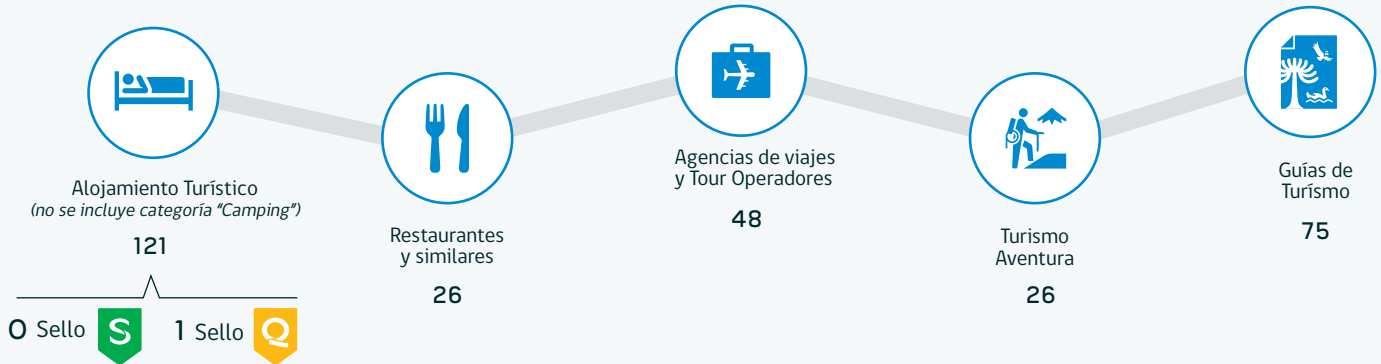 Alojamiento Turístico
(no se incluye categoría "Camping")
121
0 Sello S
1 Sello Q
Restaurantes
y similares
26
Agencias de viajes
y Tour Operadores
48
Turismo
Aventura
26
Guías de
Turísmo
75